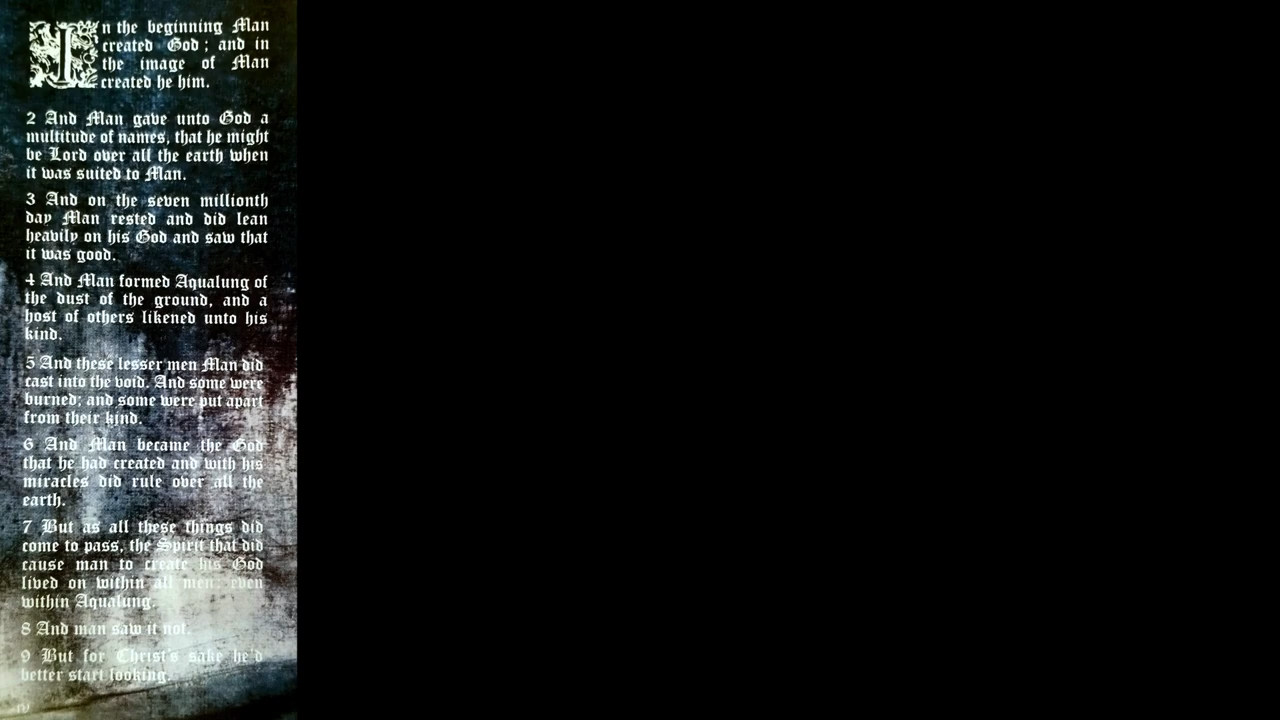 In the beginning Man
created God; and in
the image of Man
created he him.
2 And Man gave unto God a
multitude of names, that he might
be Lord over all the earth when
it was suited to Man.
3 And on the seven millionth
day Man rested and did lean
heavily on his God and saw that
it was good.
4 And Man formed Aqualung of
the dust of the ground, and a
host of others likened unto his
kind.
5 And these lesser men Man did
cast into the void. And some were
burned; and some were put apart
from their kind.
6 And Man became the God
that he had created and with his
miracles did rule over all the
earth.
7 But as all these things did
come to pass, the Spirit that did
cause man to create his God
lived on within all men: even
within Aqualung.
8 And man saw it not.
9 But for Christ's sake he'd
better start looking.